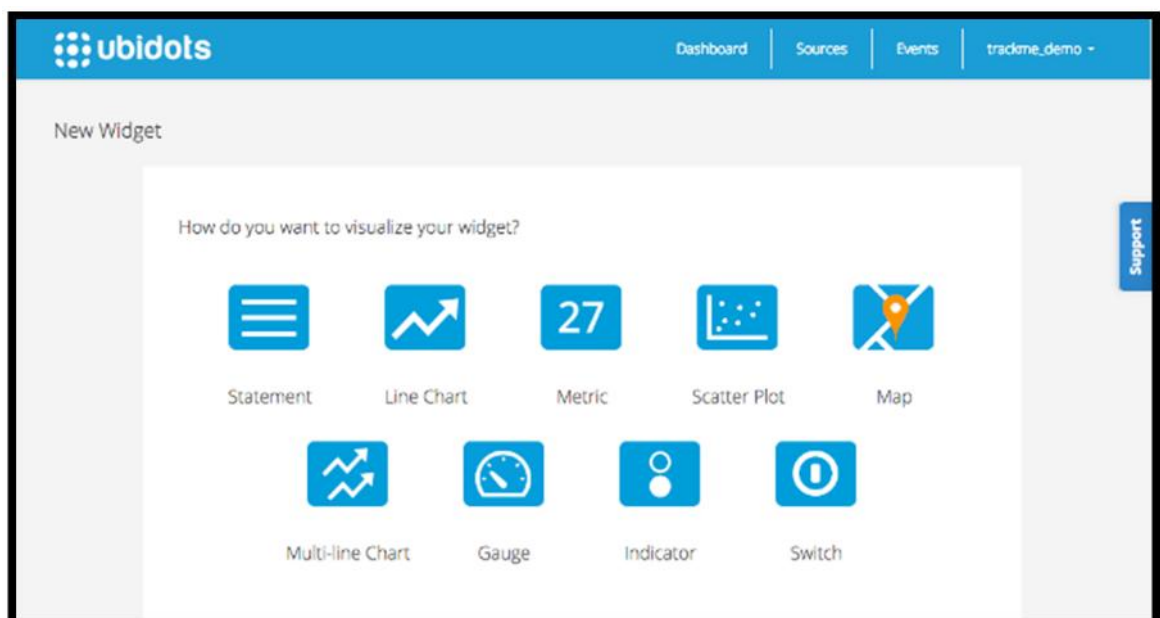 ubidots
Dashboard Sources Events trackme_demo
New Widget
Support
How do you want to visualize your widget?
27
Statement Line Chart Metric Scatter Plot Map
Multi-line Chart Gauge Indicator Switch